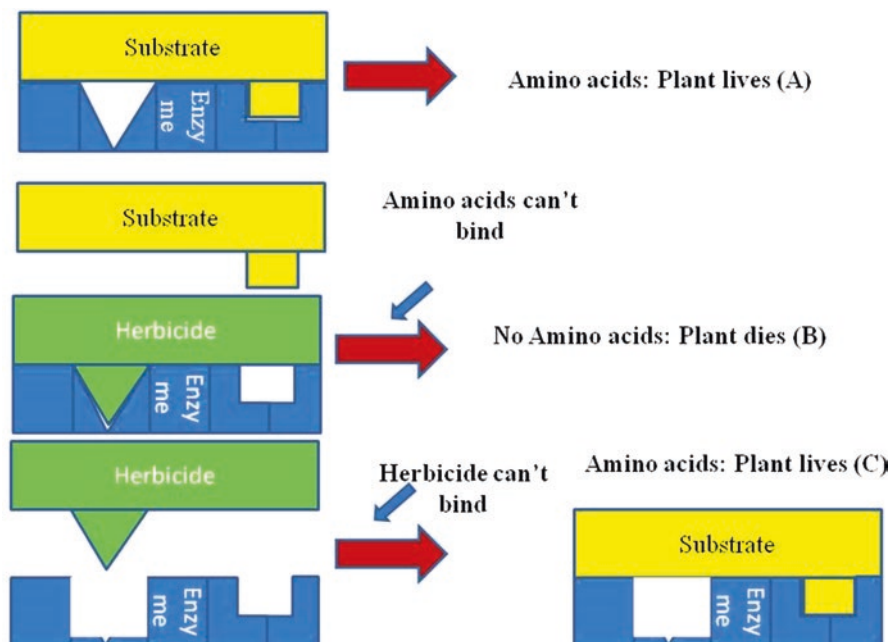 Substrate
Enzy
me
Amino acids: Plant lives (A)
Substrate
Amino acids can't
bind
Herbicide
Enzy
me
No Amino acids: Plant dies (B)
Herbicide
Herbicide can't
bind
Enzy
me
Amino acids: Plant lives (C)
Substrate
Enzy
me